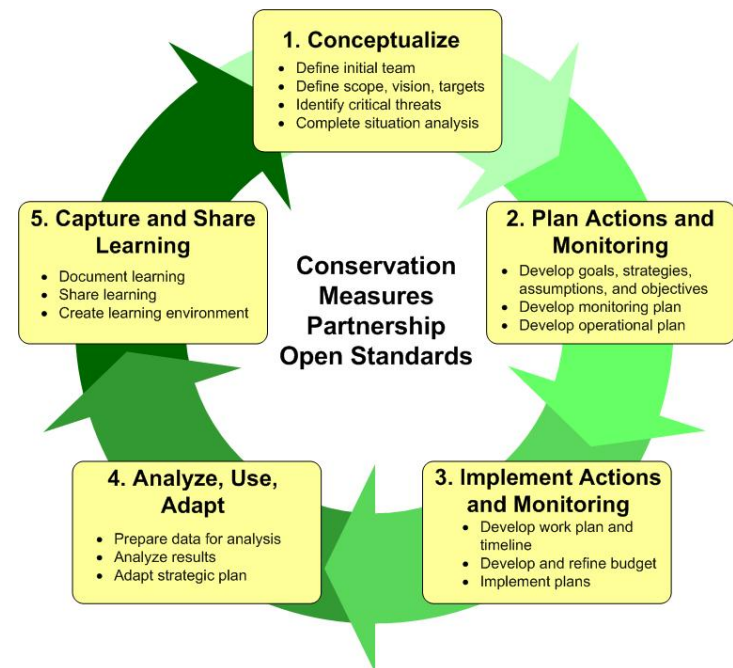 1. Conceptualize
• Define initial team
• Define scope, vision, targets
• Identify critical threats
• Complete situation analysis
2. Plan Actions and
Monitoring
• Develop goals, strategies,
assumptions, and objectives
• Develop monitoring plan
• Develop operational plan
3. Implement Actions
and Monitoring
• Develop work plan and
timeline
• Develop and refine budget
• Implement plans
4. Analyze, Use,
Adapt
• Prepare data for analysis
• Analyze results
• Adapt strategic plan
5. Capture and Share
Learning
• Document learning
• Share learning
• Create learning environment
Conservation
Measures
Partnership
Open Standards